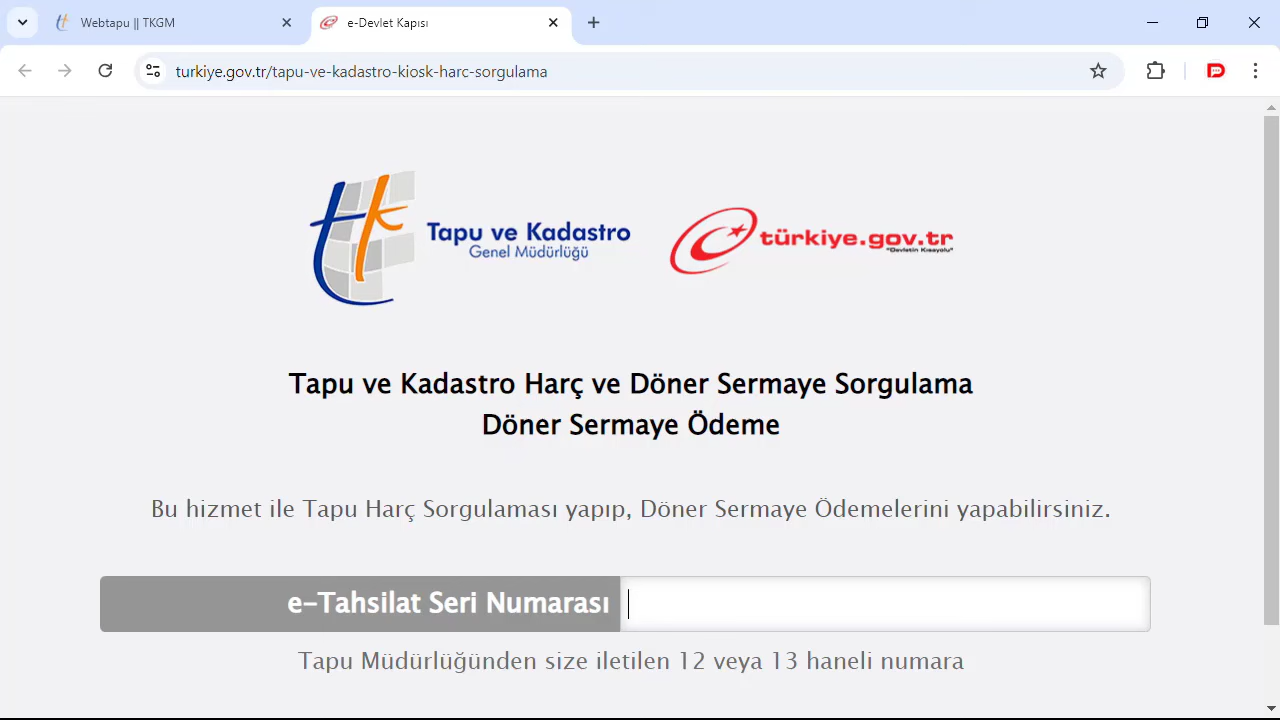 Webtapu || TKGM
e-Devlet Kapısı
turkiye.gov.tr/tapu-ve-kadastro-kiosk-harc-sorgulama
Tapu ve Kadastro
Genel Müdürlüğü
türkiye.gov.tr
"Devletin Kısayolu"
Tapu ve Kadastro Harç ve Döner Sermaye Sorgulama
Döner Sermaye Ödeme
Bu hizmet ile Tapu Harç Sorgulaması yapıp, Döner Sermaye Ödemelerini yapabilirsiniz.
e-Tahsilat Seri Numarası
Tapu Müdürlüğünden size iletilen 12 veya 13 haneli numara